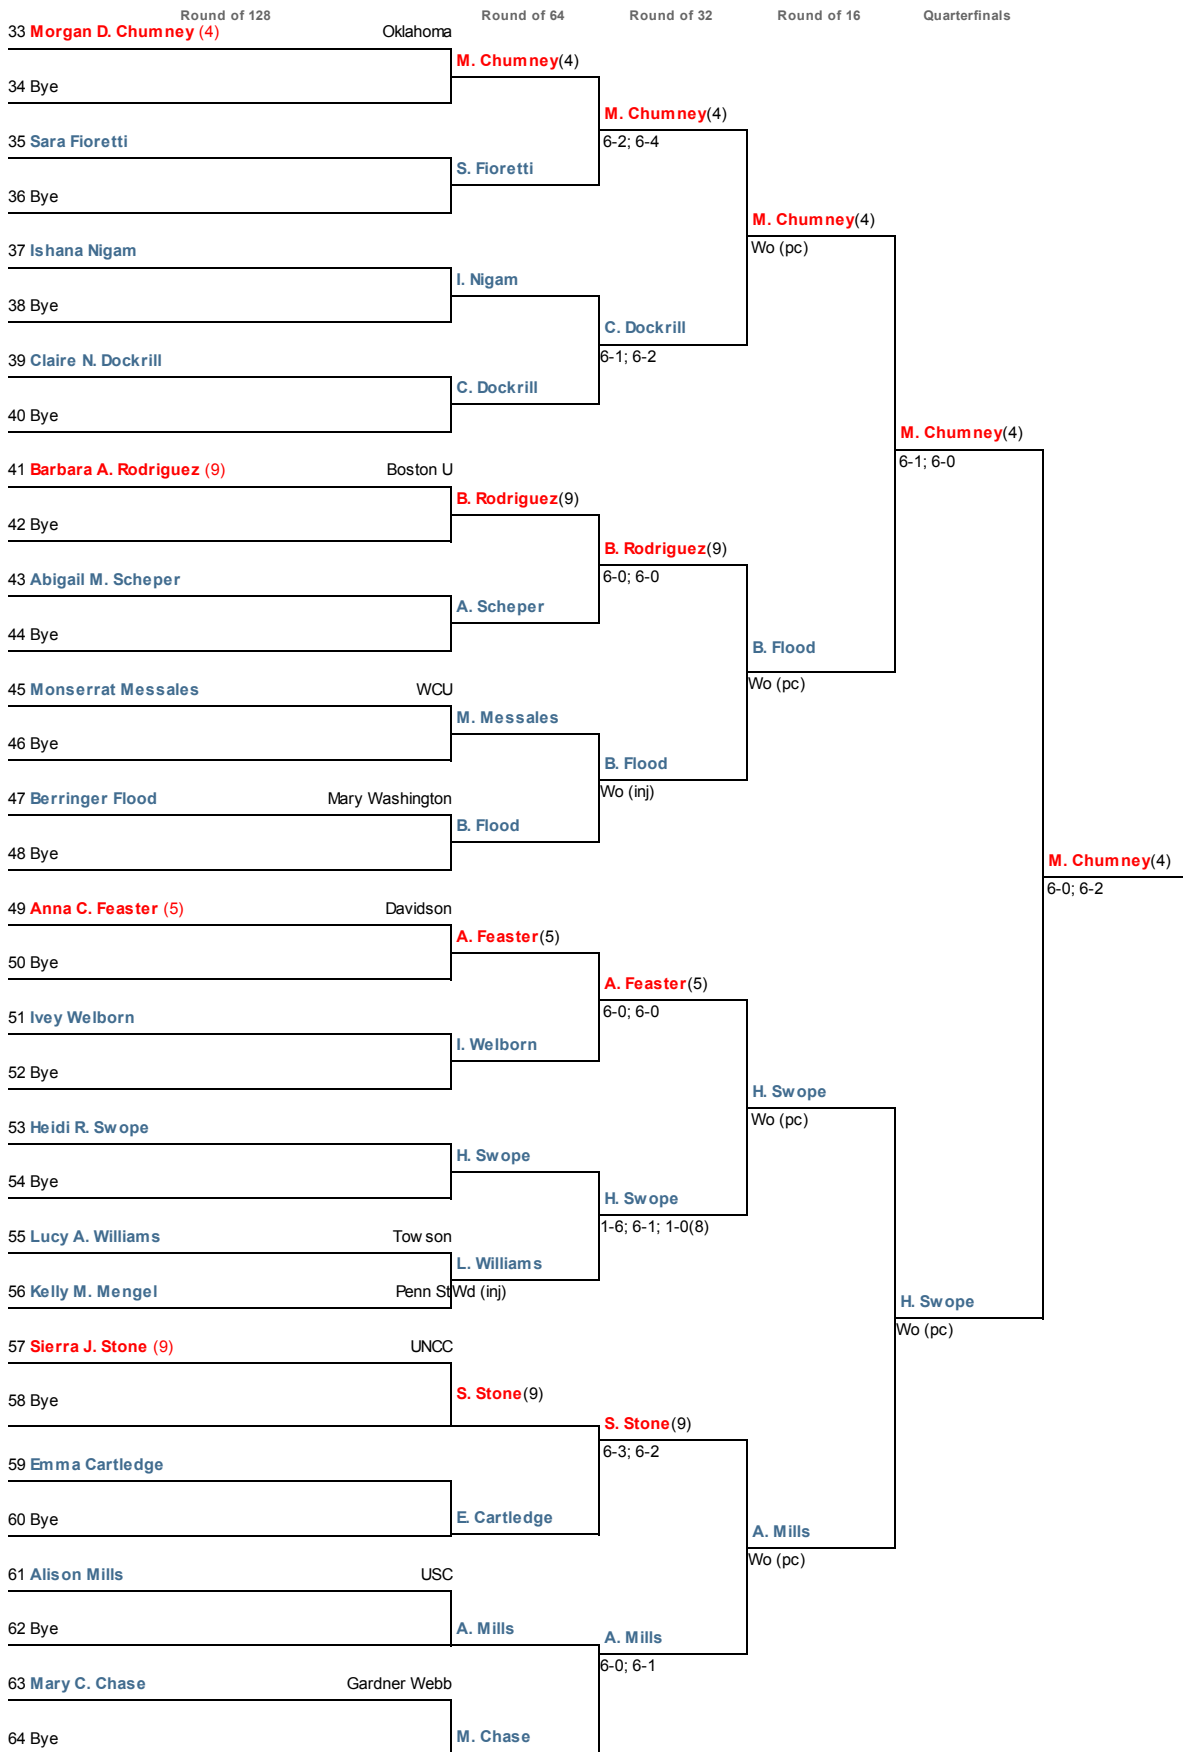 Round of 128 Round of 64 Round of 32 Round of 16 Quarterfinals
33 Morgan D. Chumney (4) Oklahoma
M. Chumney(4)
34 Bye
M. Chumney(4)
35 Sara Fioretti
6-2; 6-4
S. Fioretti
36 Bye
M. Chumney(4)
37 Ishana Nigam
Wo (pc)
I. Nigam
38 Bye
C. Dockrill
39 Claire N. Dockrill
6-1; 6-2
C. Dockrill
40 Bye
M. Chumney(4)
6-1; 6-0
41 Barbara A. Rodriguez (9) Boston U
B. Rodriguez(9)
42 Bye
B. Rodriguez(9)
6-0; 6-0
43 Abigail M. Scheper
A. Scheper
44 Bye
B. Flood
Wo (pc)
45 Monserrat Messales WCU
M. Messales
46 Bye
B. Flood
Wo (inj)
47 Berringer Flood Mary Washington
B. Flood
48 Bye
M. Chumney(4)
6-0; 6-2
49 Anna C. Feaster (5) Davidson
A. Feaster(5)
50 Bye
A. Feaster(5)
6-0; 6-0
51 Ivey Welborn
I. Welborn
52 Bye
H. Swope
Wo (pc)
53 Heidi R. Swope
H. Swope
54 Bye
H. Swope
1-6; 6-1; 1-0(8)
55 Lucy A. Williams Towson
L. Williams
56 Kelly M. Mengel Penn St Wd (inj)
H. Swope
Wo (pc)
57 Sierra J. Stone (9) UNCC
S. Stone(9)
58 Bye
S. Stone(9)
6-3; 6-2
59 Emma Cartledge
E. Cartledge
60 Bye
A. Mills
Wo (pc)
61 Alison Mills USC
A. Mills
62 Bye
A. Mills
6-0; 6-1
63 Mary C. Chase Gardner Webb
M. Chase
64 Bye